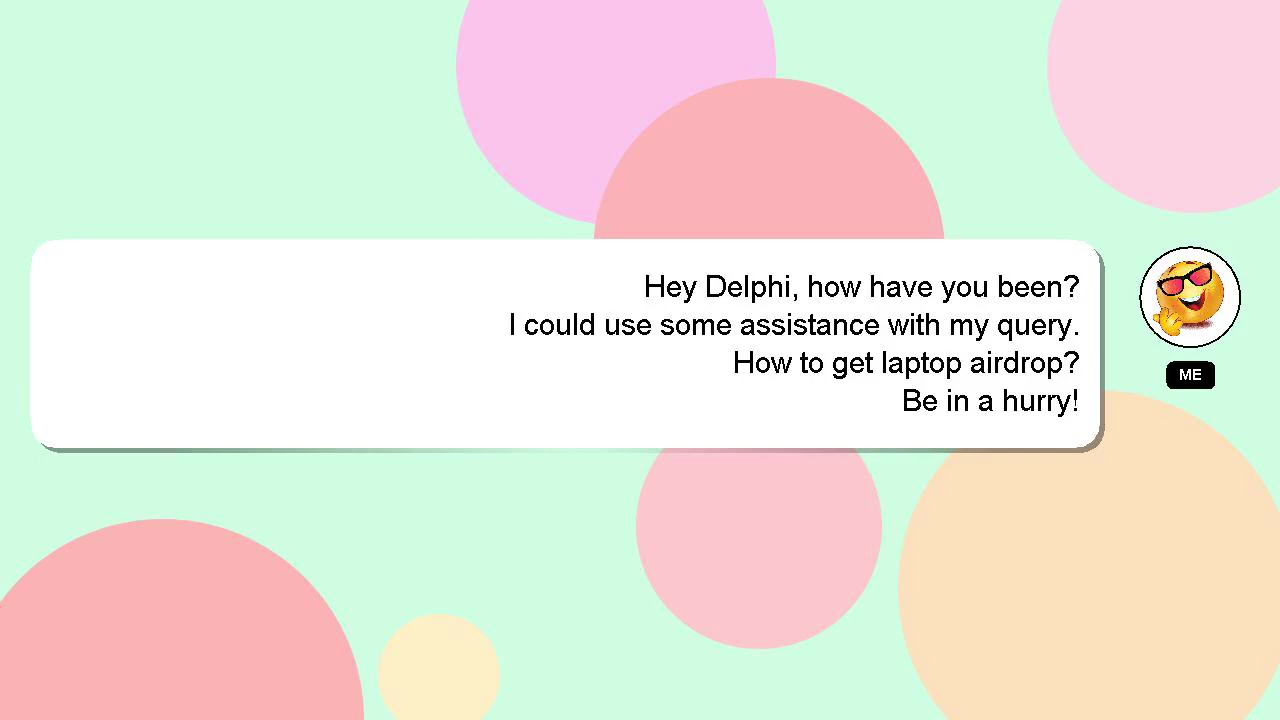 Hey Delphi, how have you been?
I could use some assistance with my query.
How to get laptop airdrop?
Be in a hurry!
ME